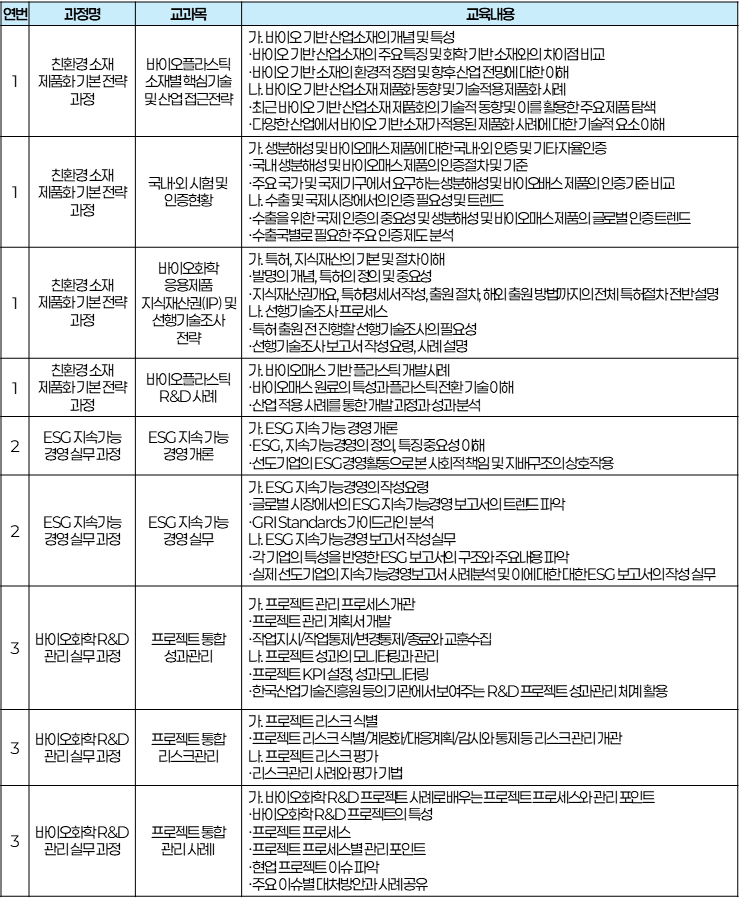 연번 과정명 교과목 교육내용
1
친환경 소재
제품화 기본 전략
과정
바이오플라스틱
소재별 핵심기술
및 산업 접근전략
가. 바이오 기반 산업소재의 개념 및 특성
·바이오 기반 산업소재의 주요 특징 및 화학 기반 소재와의 차이점 비교
·바이오 기반 소재의 환경적 장점 및 향후 산업 전망에 대한 이해
나. 바이오 기반 산업소재 제품화 동향 및 기술적용 제품화 사례
·최근 바이오 기반 산업소재 제품화의 기술적 동향 및 이를 활용한 주요 제품 탐색
·다양한 산업에서 바이오 기반 소재가 적용된 제품화 사례에 대한 기술적 요소 이해
1
친환경 소재
제품화 기본 전략
과정
국내·외 시험 및
인증현황
가. 생분해성 및 바이오매스 제품에 대한 국내·외 인증 및 기타 자율인증
·국내 생분해성 및 바이오매스 제품의 인증절차 및 기준
·주요 국가 및 국제기구에서 요구하는 생분해성 및 바이오배스 제품의 인증기준 비교
나. 수출 및 국제시장에서의 인증 필요성 및 트렌드
·수출을 위한 국제 인증의 중요성 및 생분해성 및 바이오매스 제품의 글로벌 인증 트렌드
·수출국별로 필요한 주요 인증 제도 분석
1
친환경 소재
제품화 기본 전략
과정
바이오화학
응용제품
지식재산권(IP) 및
선행기술조사
전략
가. 특허, 지식재산의 기본 및 절차 이해
·발명의 개념, 특허의 정의 및 중요성
·지식재산권 개요, 특허명세서 작성, 출원 절차, 해외 출원 방법까지의 전체 특허절차 전반 설명
나. 선행기술조사 프로세스
·특허 출원 전 진행할 선행기술조사의 필요성
·선행기술조사 보고서 작성 요령, 사례 설명
1
친환경 소재
제품화 기본 전략
과정
바이오플라스틱
R&D 사례
가. 바이오매스 기반 플라스틱 개발사례
·바이오매스 원료의 특성과 플라스틱 전환 기술 이해
·산업 적용 사례를 통한 개발 과정과 성과 분석
2
ESG 지속가능
경영 실무 과정
ESG 지속 가능
경영 개론
가. ESG 지속 가능 경영 개론
·ESG, 지속가능경영의 정의, 특징 중요성 이해
·선도기업의 ESG경영활동으로 본 사회적 책임 및 지배구조의 상호작용
2
ESG 지속가능
경영 실무 과정
ESG 지속 가능
경영 실무
가. ESG 지속가능경영의 작성요령
·글로벌 시장에서의 ESG 지속가능경영 보고서의 트렌드 파악
·GRI Standards 가이드라인 분석
나. ESG 지속가능경영 보고서 작성 실무
·각 기업의 특성을 반영한 ESG 보고서의 구조와 주요내용 파악
·실제 선도기업의 지속가능경영보고서 사례분석 및 이에 대한 대한 ESG 보고서의 작성 실무
3
바이오화학 R&D
관리 실무 과정
프로젝트 통합
성과관리
가. 프로젝트 관리 프로세스 개관
·프로젝트 관리 계획서 개발
·작업지시/작업통제/변경통제/종료와 교훈수집
나. 프로젝트 성과의 모니터링과 관리
·프로젝트 KPI 설정, 성과 모니터링
·한국산업기술진흥원 등의 기관에서 보여주는 R&D 프로젝트 성과관리 체계 활용
3
바이오화학 R&D
관리 실무 과정
프로젝트 통합
리스크관리
가. 프로젝트 리스크 식별
·프로젝트 리스크 식별/계량화/대응계획/감시와 통제 등 리스크 관리 개관
나. 프로젝트 리스크 평가
·리스크관리 사례와 평가 기법
3
바이오화학 R&D
관리 실무 과정
프로젝트 통합
관리 사례II
가. 바이오화학 R&D 프로젝트 사례로 배우는 프로젝트 프로세스와 관리 포인트
·바이오화학 R&D 프로젝트의 특성
·프로젝트 프로세스
·프로젝트 프로세스별 관리 포인트
·현업 프로젝트 이슈 파악
·주요 이슈별 대처방안과 사례 공유